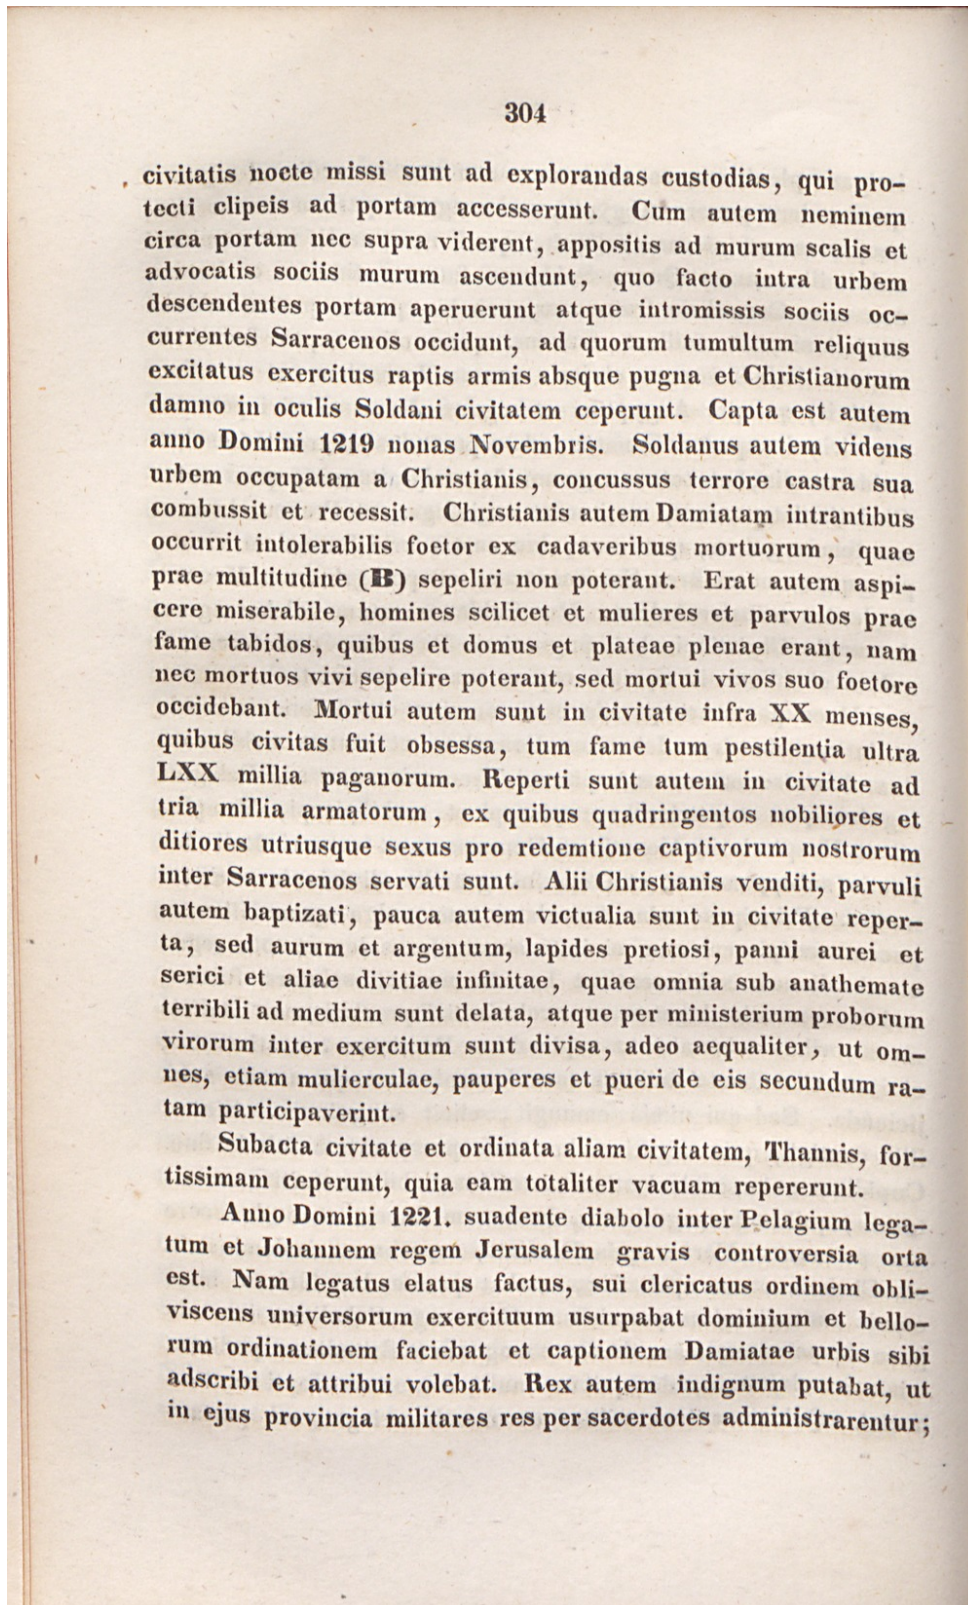 304
civitatis nocte missi sunt ad explorandas custodias, qui pro-
tecti clipeis ad portam accesserunt. Cum autem neminem
circa portam nec supra viderent, appositis ad murum scalis et
advocatis sociis murum ascendunt, quo facto intra urbem
descendentes portam aperuerunt atque intromissis sociis oc-
currentes Sarracenos occidunt, ad quorum tumultum reliquus
excitatus exercitus raptis armis absque pugna et Christianorum
damno in oculis Soldani civitatem ceperunt. Capta est autem
anno Domini 1219 nonas Novembris. Soldanus autem videns
urbem occupatam a Christianis, concussus terrore castra sua
combussit et recessit. Christianis autem Damiatam intrantibus
occurrit intolerabilis foetor ex cadaveribus mortuorum, quae
prae multitudine (B) sepeliri non poterant. Erat autem aspi-
cere miserabile, homines scilicet et mulieres et parvulos prae
fame tabidos, quibus et domus et plateae plenae erant, nam
nec mortuos vivi sepelire poterant, sed mortui vivos suo foetore
occidebant. Mortui autem sunt in civitate infra XX menses,
quibus civitas fuit obsessa, tum fame tum pestilentia ultra
LXX millia paganorum. Reperti sunt autem in civitate ad
tria millia armatorum, ex quibus quadringentos nobiliores et
ditiores utriusque sexus pro redemtione captivorum nostrorum
inter Sarracenos servati sunt. Alii Christianis venditi, parvuli
autem baptizati, pauca autem victualia sunt in civitate reper-
ta, sed aurum et argentum, lapides pretiosi, panni aurei et
serici et aliae divitiae infinitae, quae omnia sub anathemate
terribili ad medium sunt delata, atque per ministerium proborum
virorum inter exercitum sunt divisa, adeo aequaliter, ut om-
nes, etiam mulierculae, pauperes et pueri de eis secundum ra-
tam participaverint.
Subacta civitate et ordinata aliam civitatem, Thannis, for-
tissimam ceperunt, quia eam totaliter vacuam repererunt.
Anno Domini 1221. suadente diabolo inter Pelagium lega-
tum et Johannem regem Jerusalem gravis controversia orta
est. Nam legatus elatus factus, sui clericatus ordinem obli-
viscens universorum exercituum usurpabat dominium et bello-
rum ordinationem faciebat et captionem Damiatae urbis sibi
adscribi et attribui volebat. Rex autem indignum putabat, ut
in ejus provincia militares res per sacerdotes administrarentur;